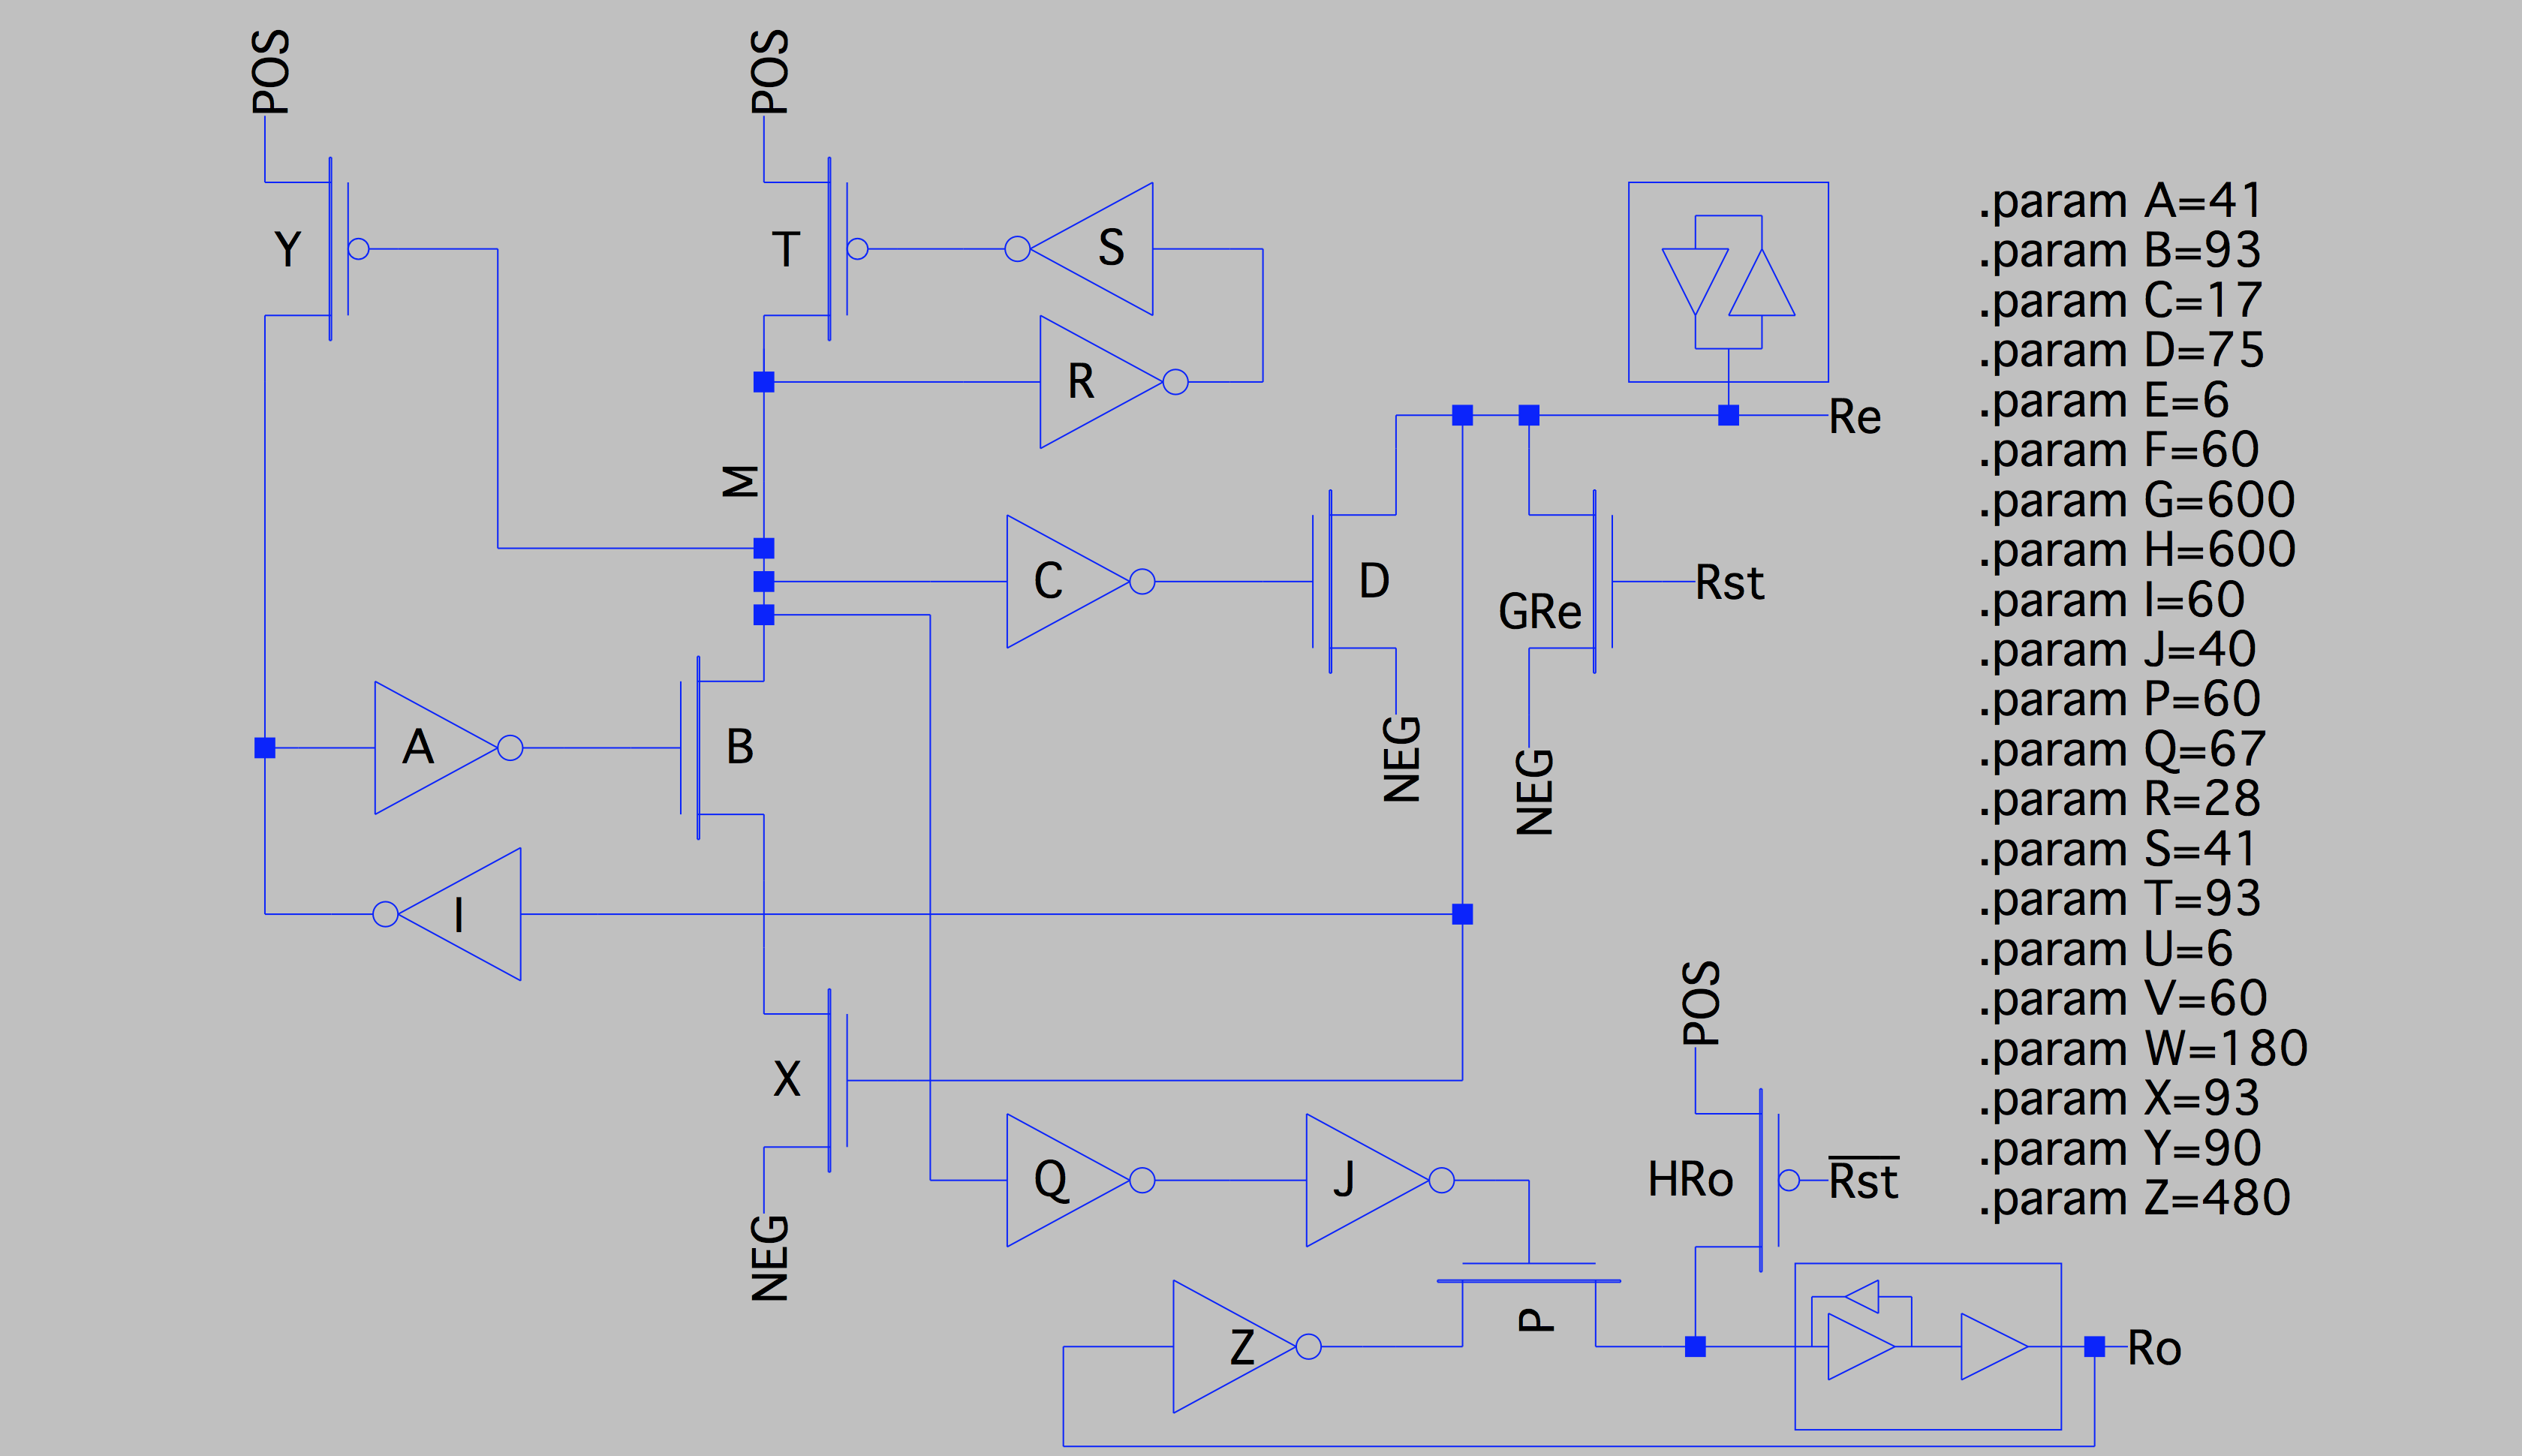 POS
POS
Y
T
S
R
M
Re
C
D
GRe
Rst
A
B
NEG
NEG
I
POS
X
Q
J
HRo
Rst
NEG
Z
P
Ro
.param A=41
.param B=93
.param C=17
.param D=75
.param E=6
.param F=60
.param G=600
.param H=600
.param I=60
.param J=40
.param P=60
.param Q=67
.param R=28
.param S=41
.param T=93
.param U=6
.param V=60
.param W=180
.param X=93
.param Y=90
.param Z=480